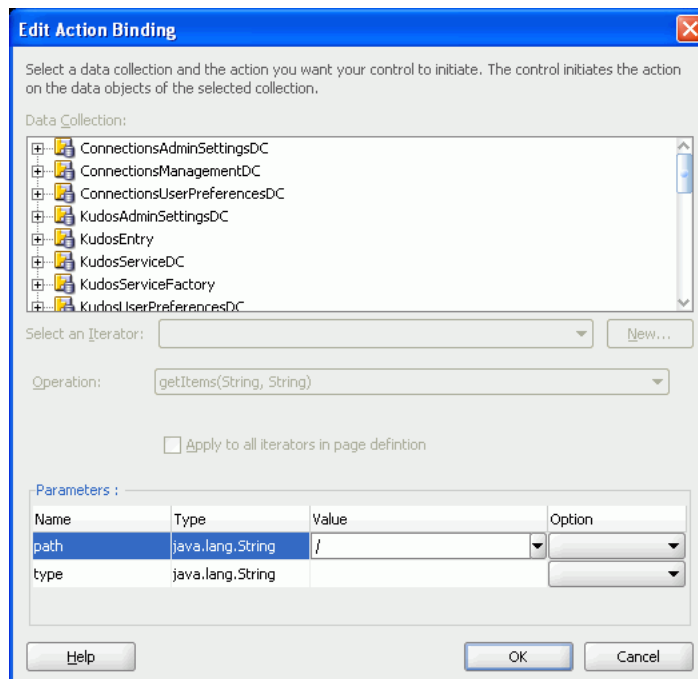 Edit Action Binding
Select a data collection and the action you want your control to initiate. The control initiates the action
on the data objects of the selected collection.
Data Collection:
ConnectionsAdminSettingsDC
ConnectionsManagementDC
ConnectionsUserPreferencesDC
KudosAdminSettingsDC
KudosEntry
KudosServiceDC
KudosServiceFactory
KudosUserPreferencesDC
Select an Iterator: New...
Operation: getItems(String, String)
Apply to all iterators in page defintion
Parameters :
Name Type Value Option
path java.lang.String /
type java.lang.String
Help OK Cancel